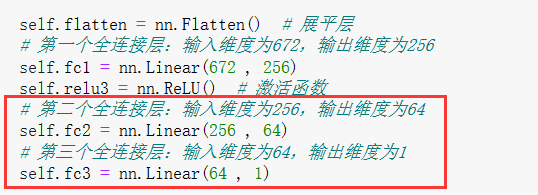 self.flatten = nn.Flatten()  # 展平层
# 第一个全连接层：输入维度为672，输出维度为256
self.fc1 = nn.Linear(672 , 256)
self.relu3 = nn.ReLU()  # 激活函数
# 第二个全连接层：输入维度为256，输出维度为64
self.fc2 = nn.Linear(256 , 64)
# 第三个全连接层：输入维度为64，输出维度为1
self.fc3 = nn.Linear(64 , 1)